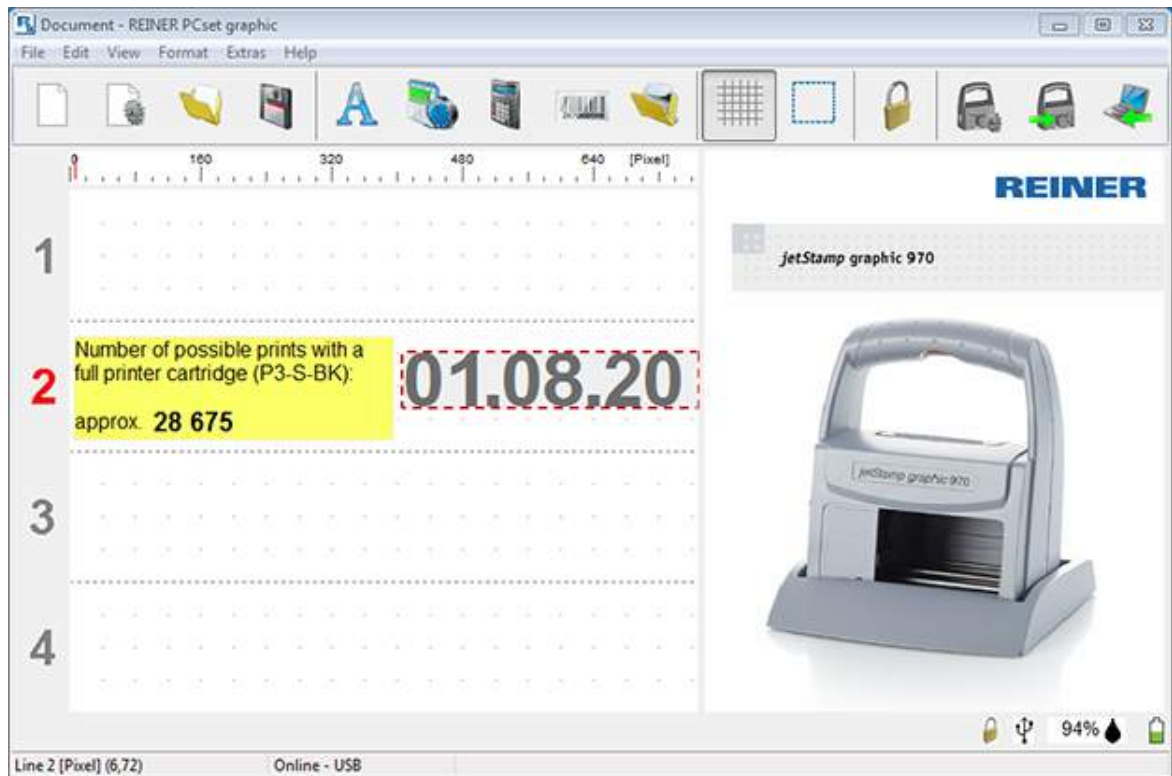 Document - REINER PCset graphic
File Edit View Format Extras Help
A
0 160 320 480 640 [Pixel]
REINER
jetStamp graphic 970
1
Number of possible prints with a
full printer cartridge (P3-S-BK):
approx. 28 675
2
01.08.20
jetStamp graphic 970
3
4
94%
Line 2 [Pixel] (6,72) Online - USB